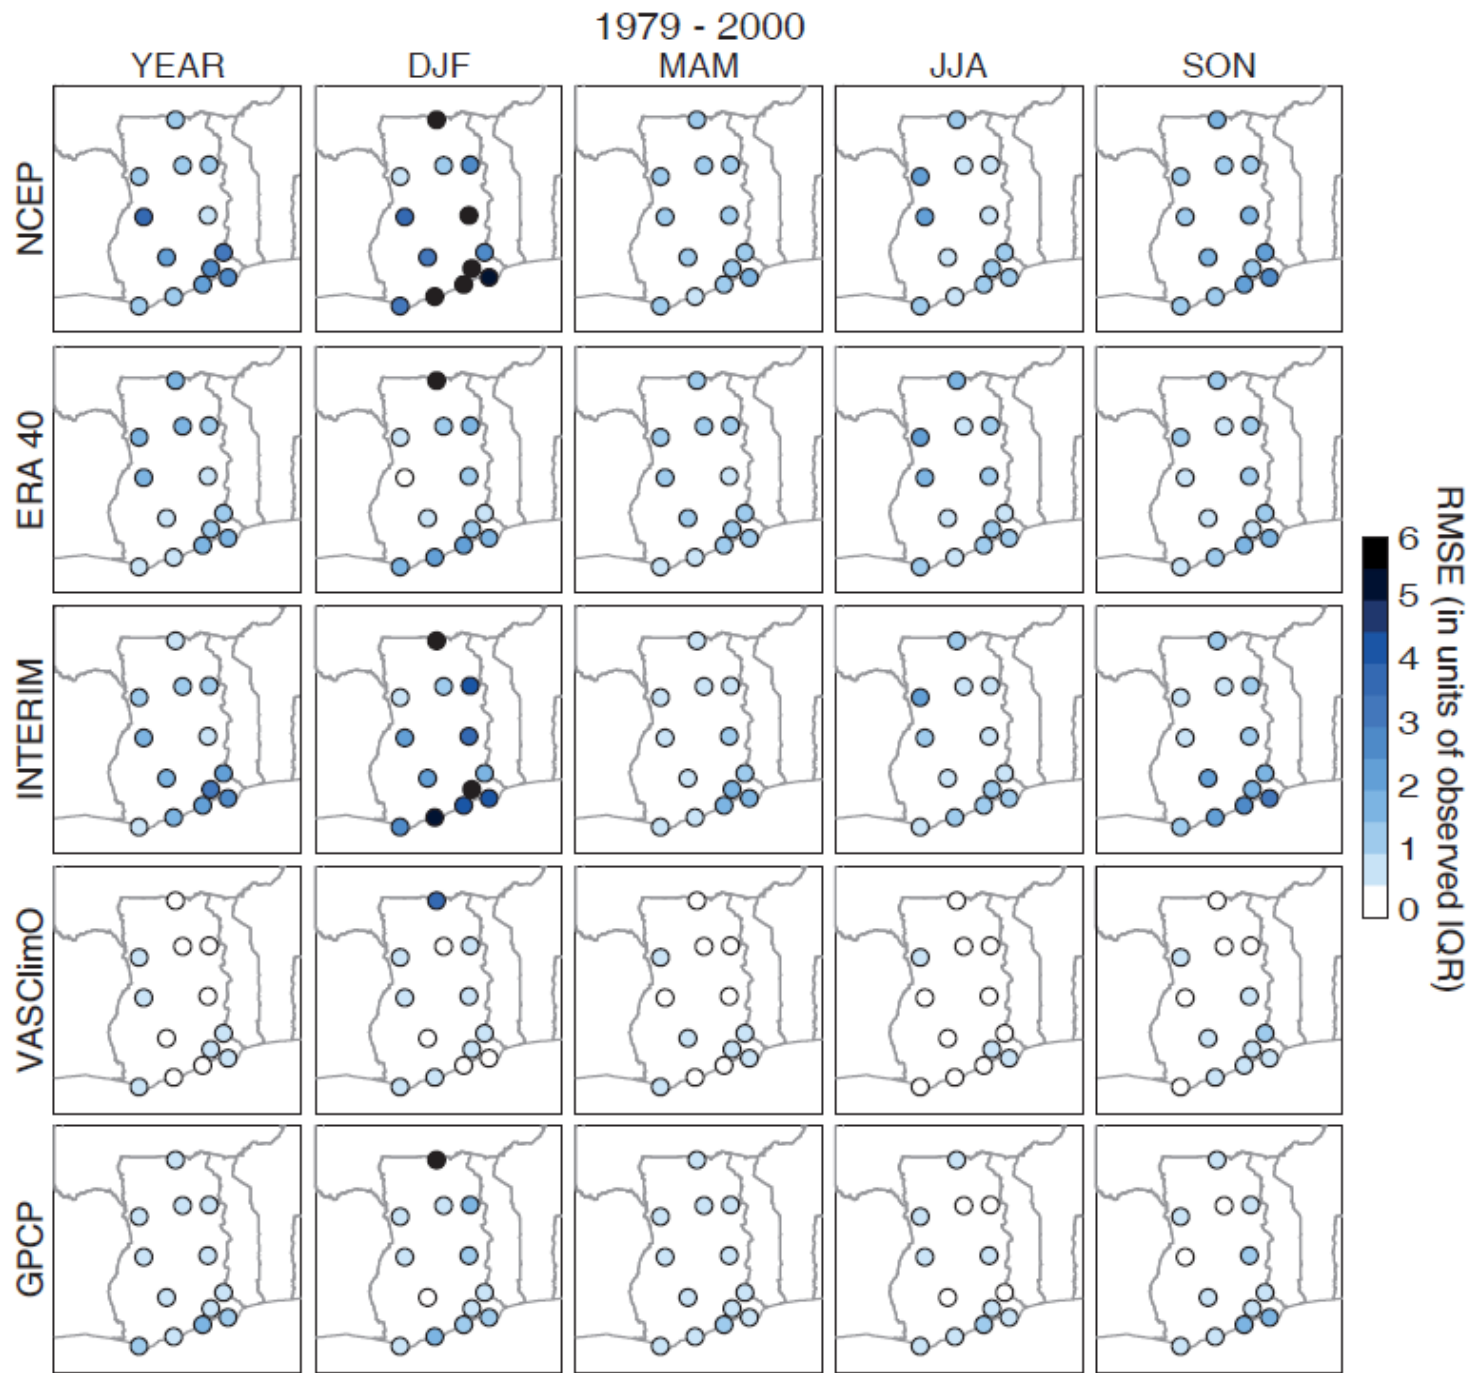 1979 - 2000
YEAR DJF MAM JJA SON
NCEP
ERA 40
INTERIM
VASClimO
GPCP
6
5
4
3
2
1
0
RMSE (in units of observed IQR)